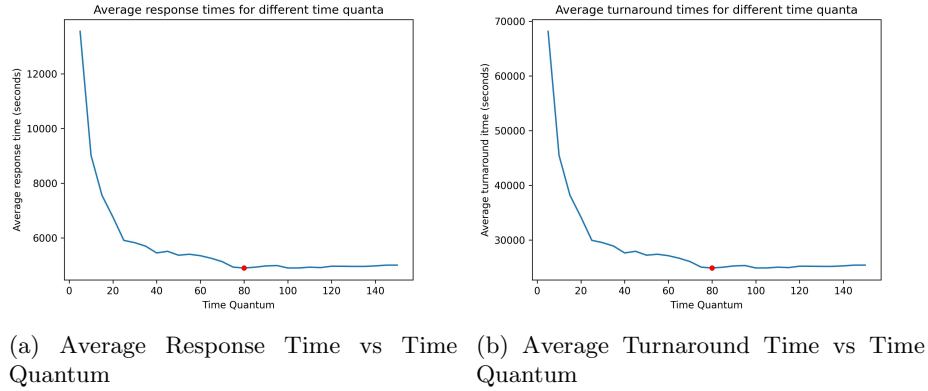 Average response times for different time quanta
Average response time (seconds)
12000
10000
8000
6000
0 20 40 60 80 100 120 140
Time Quantum
(a) Average Response Time vs Time
Quantum
Average turnaround times for different time quanta
Average turnaround itme (seconds)
70000
60000
50000
40000
30000
0 20 40 60 80 100 120 140
Time Quantum
(b) Average Turnaround Time vs Time
Quantum